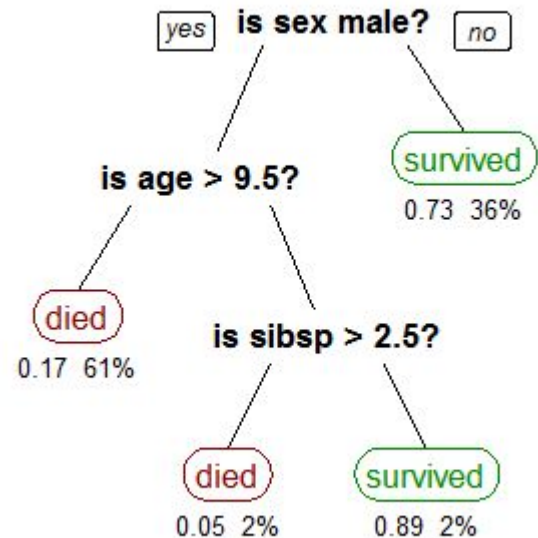 yes
is sex male?
no
survived
0.73 36%
is age > 9.5?
died
0.17 61%
is sibsp > 2.5?
died
0.05 2%
survived
0.89 2%